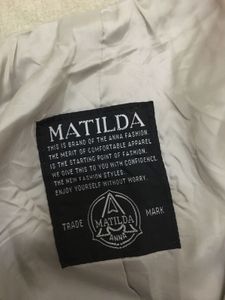 MATILDA
THIS IS BRAND OF THE ANNA FASHION.
THE MERIT OF COMFORTABLE APPAREL
IS THE STARTING POINT OF FASHION.
WE GIVE THIS TO YOU WITH CONFIDENCE.
THE NEW FASHION STYLES.
ENJOY YOURSELF WITHOUT WORRY.
TRADE MARK
MATILDA
ANNA